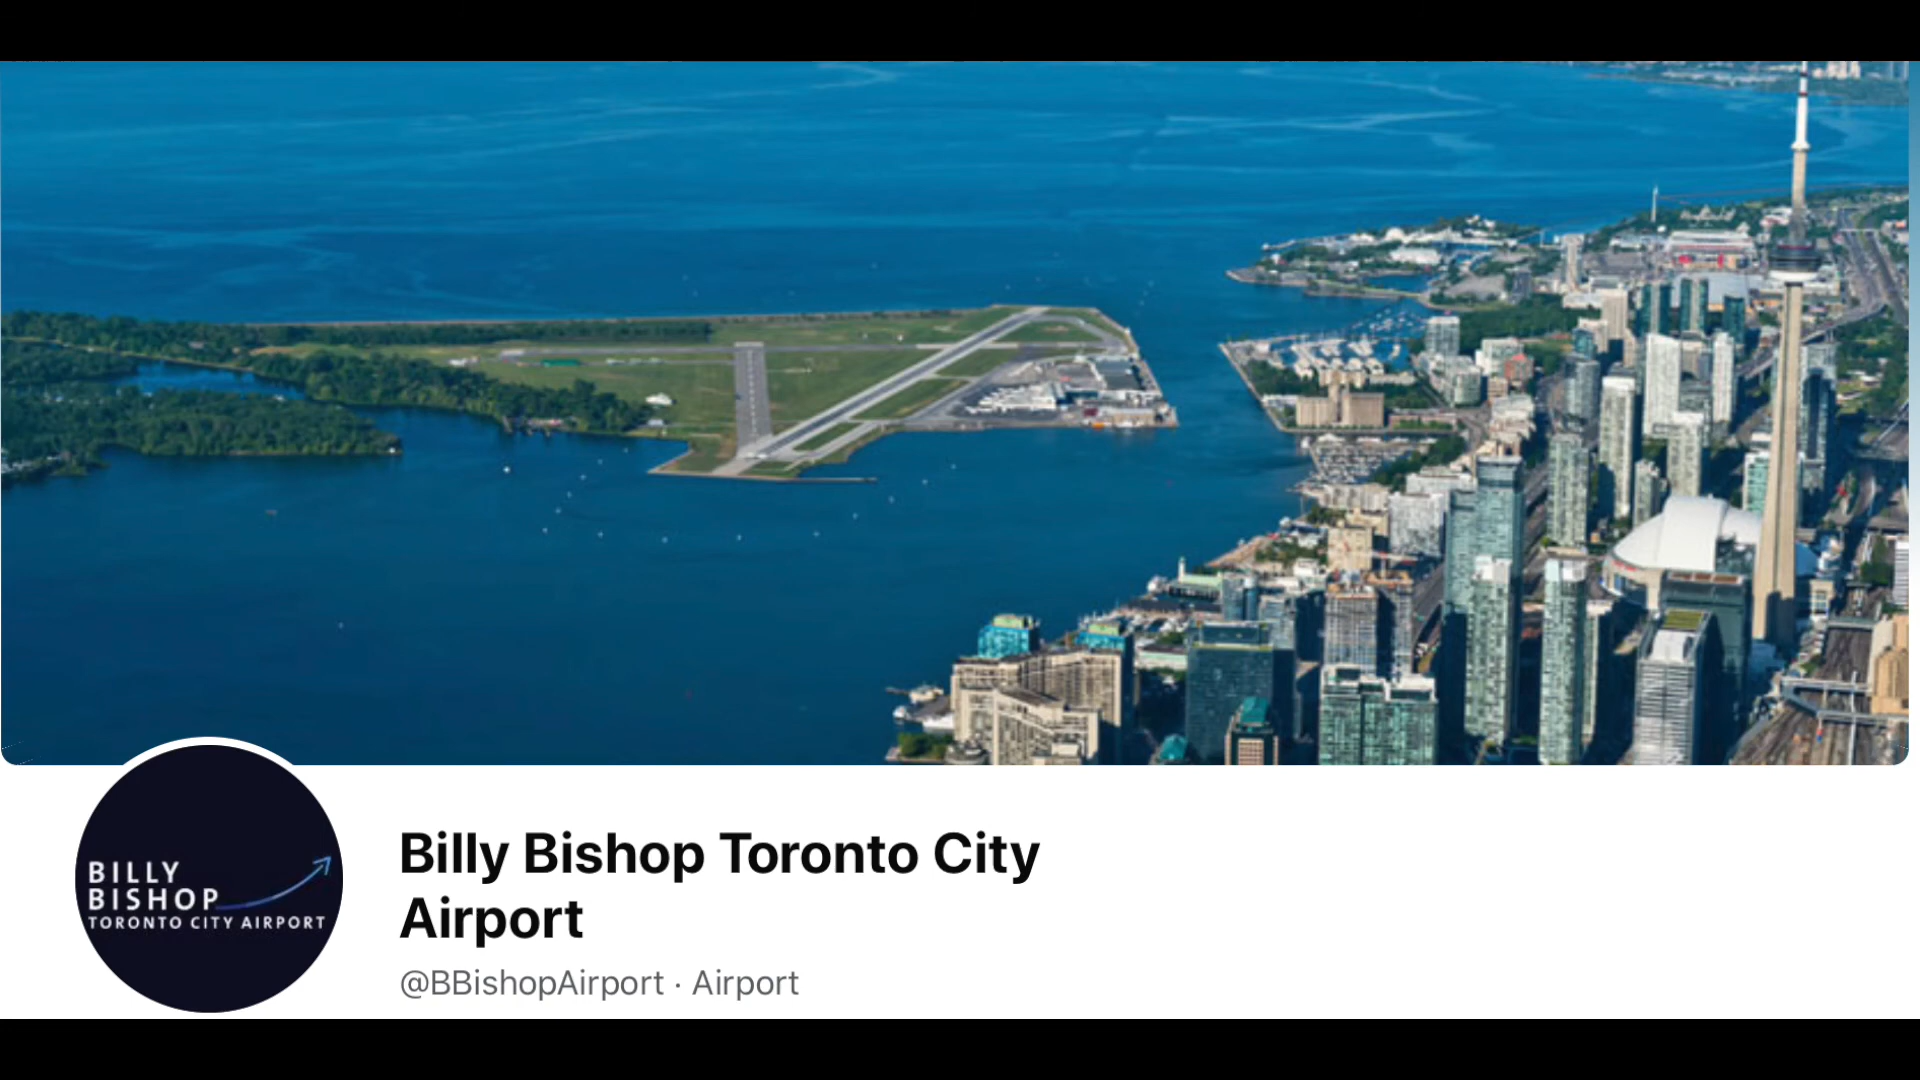 BILLY
BISHOP
TORONTO CITY AIRPORT
Billy Bishop Toronto City
Airport
@BBishopAirport · Airport